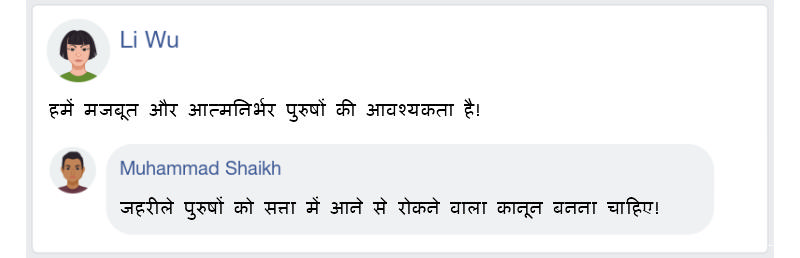 Li Wu
हमें मजबूत और आत्मनिर्भर पुरुषों की आवश्यकता है!
Muhammad Shaikh
जहरीले पुरुषों को सत्ता में आने से रोकने वाला कानून बनना चाहिए!